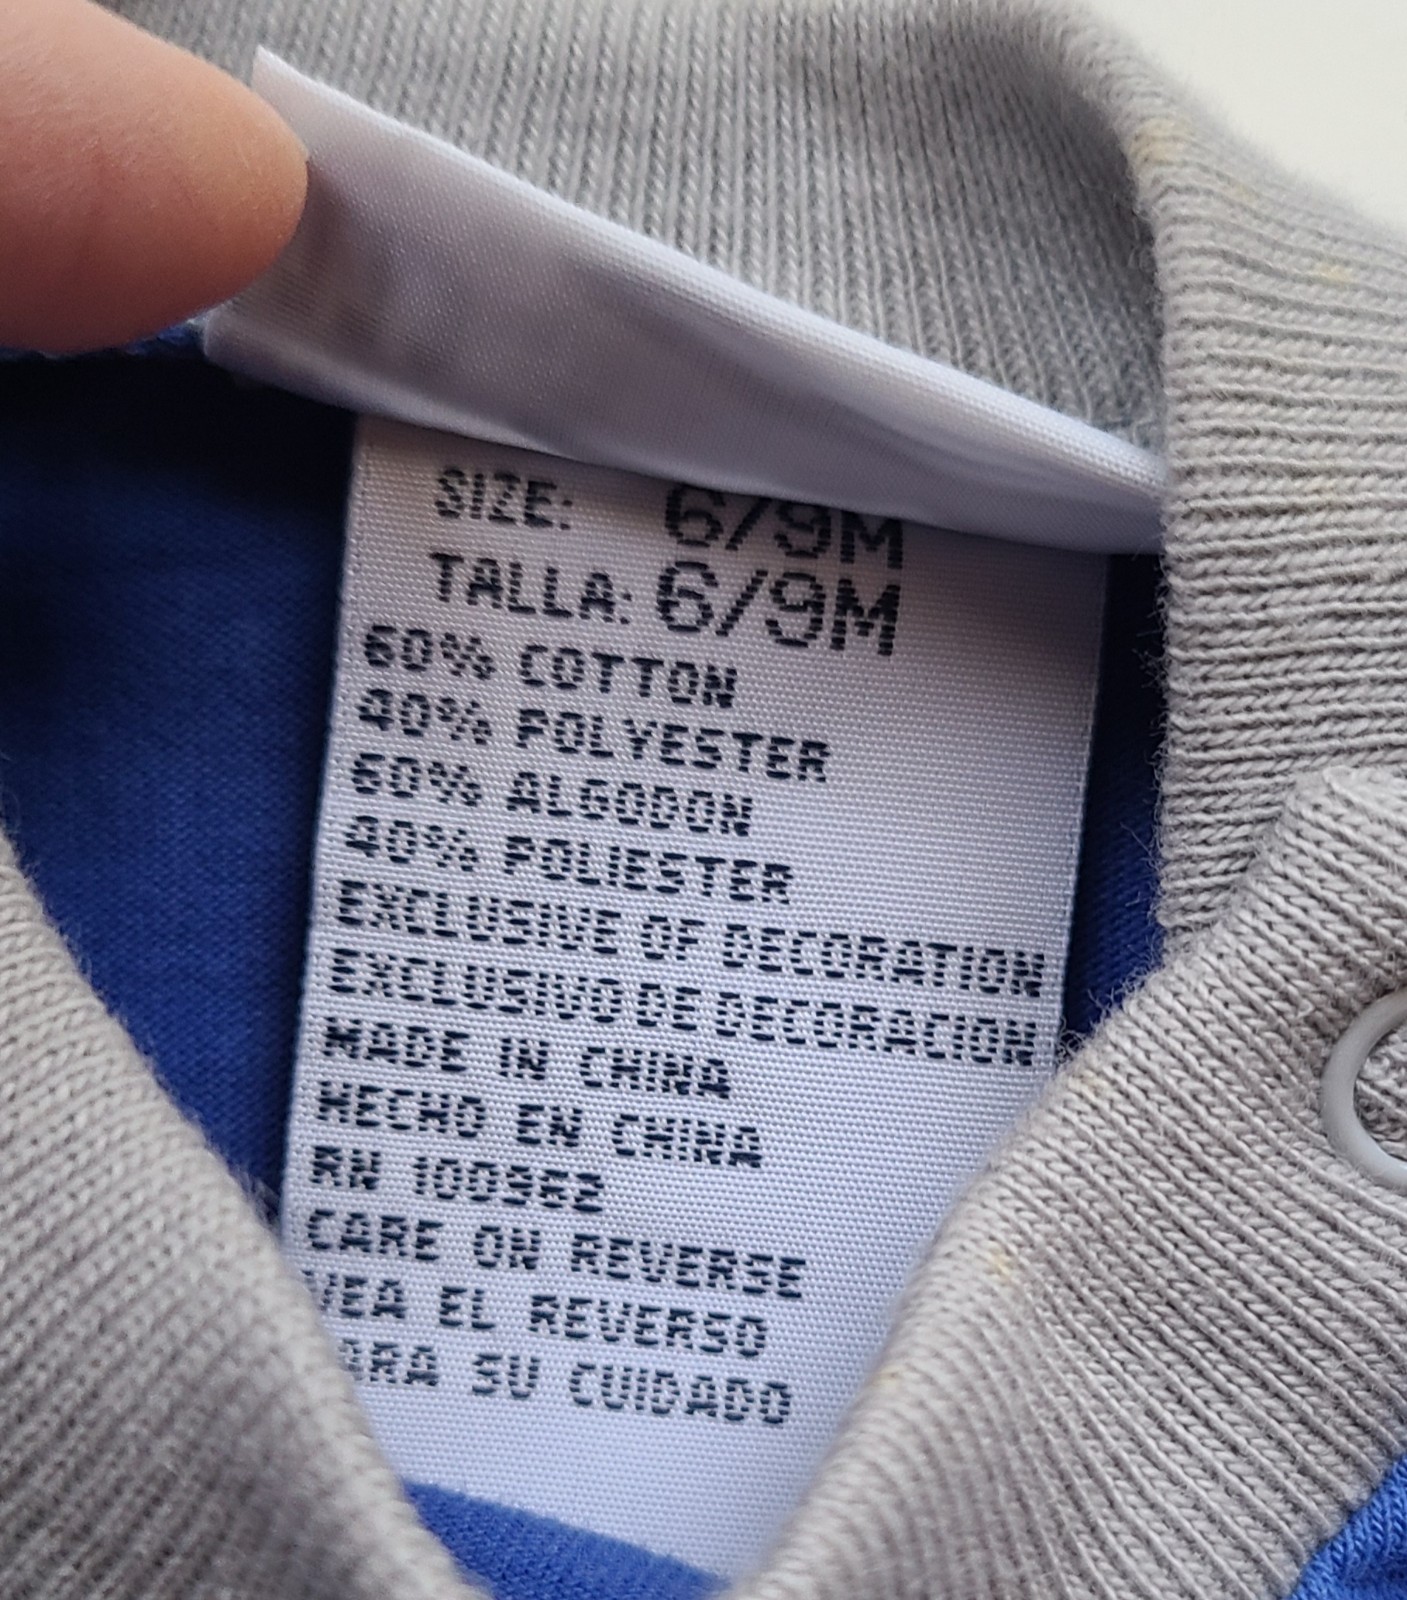 SIZE: 6/9M
TALLA: 6/9M
60% COTTON
40% POLYESTER
60% ALGODON
40% POLIESTER
EXCLUSIVE OF DECORATION
EXCLUSIVO DE DECORACION
MADE IN CHINA
HECHO EN CHINA
RN 100962
CARE ON REVERSE
VEA EL REVERSO
SU CUIDADO